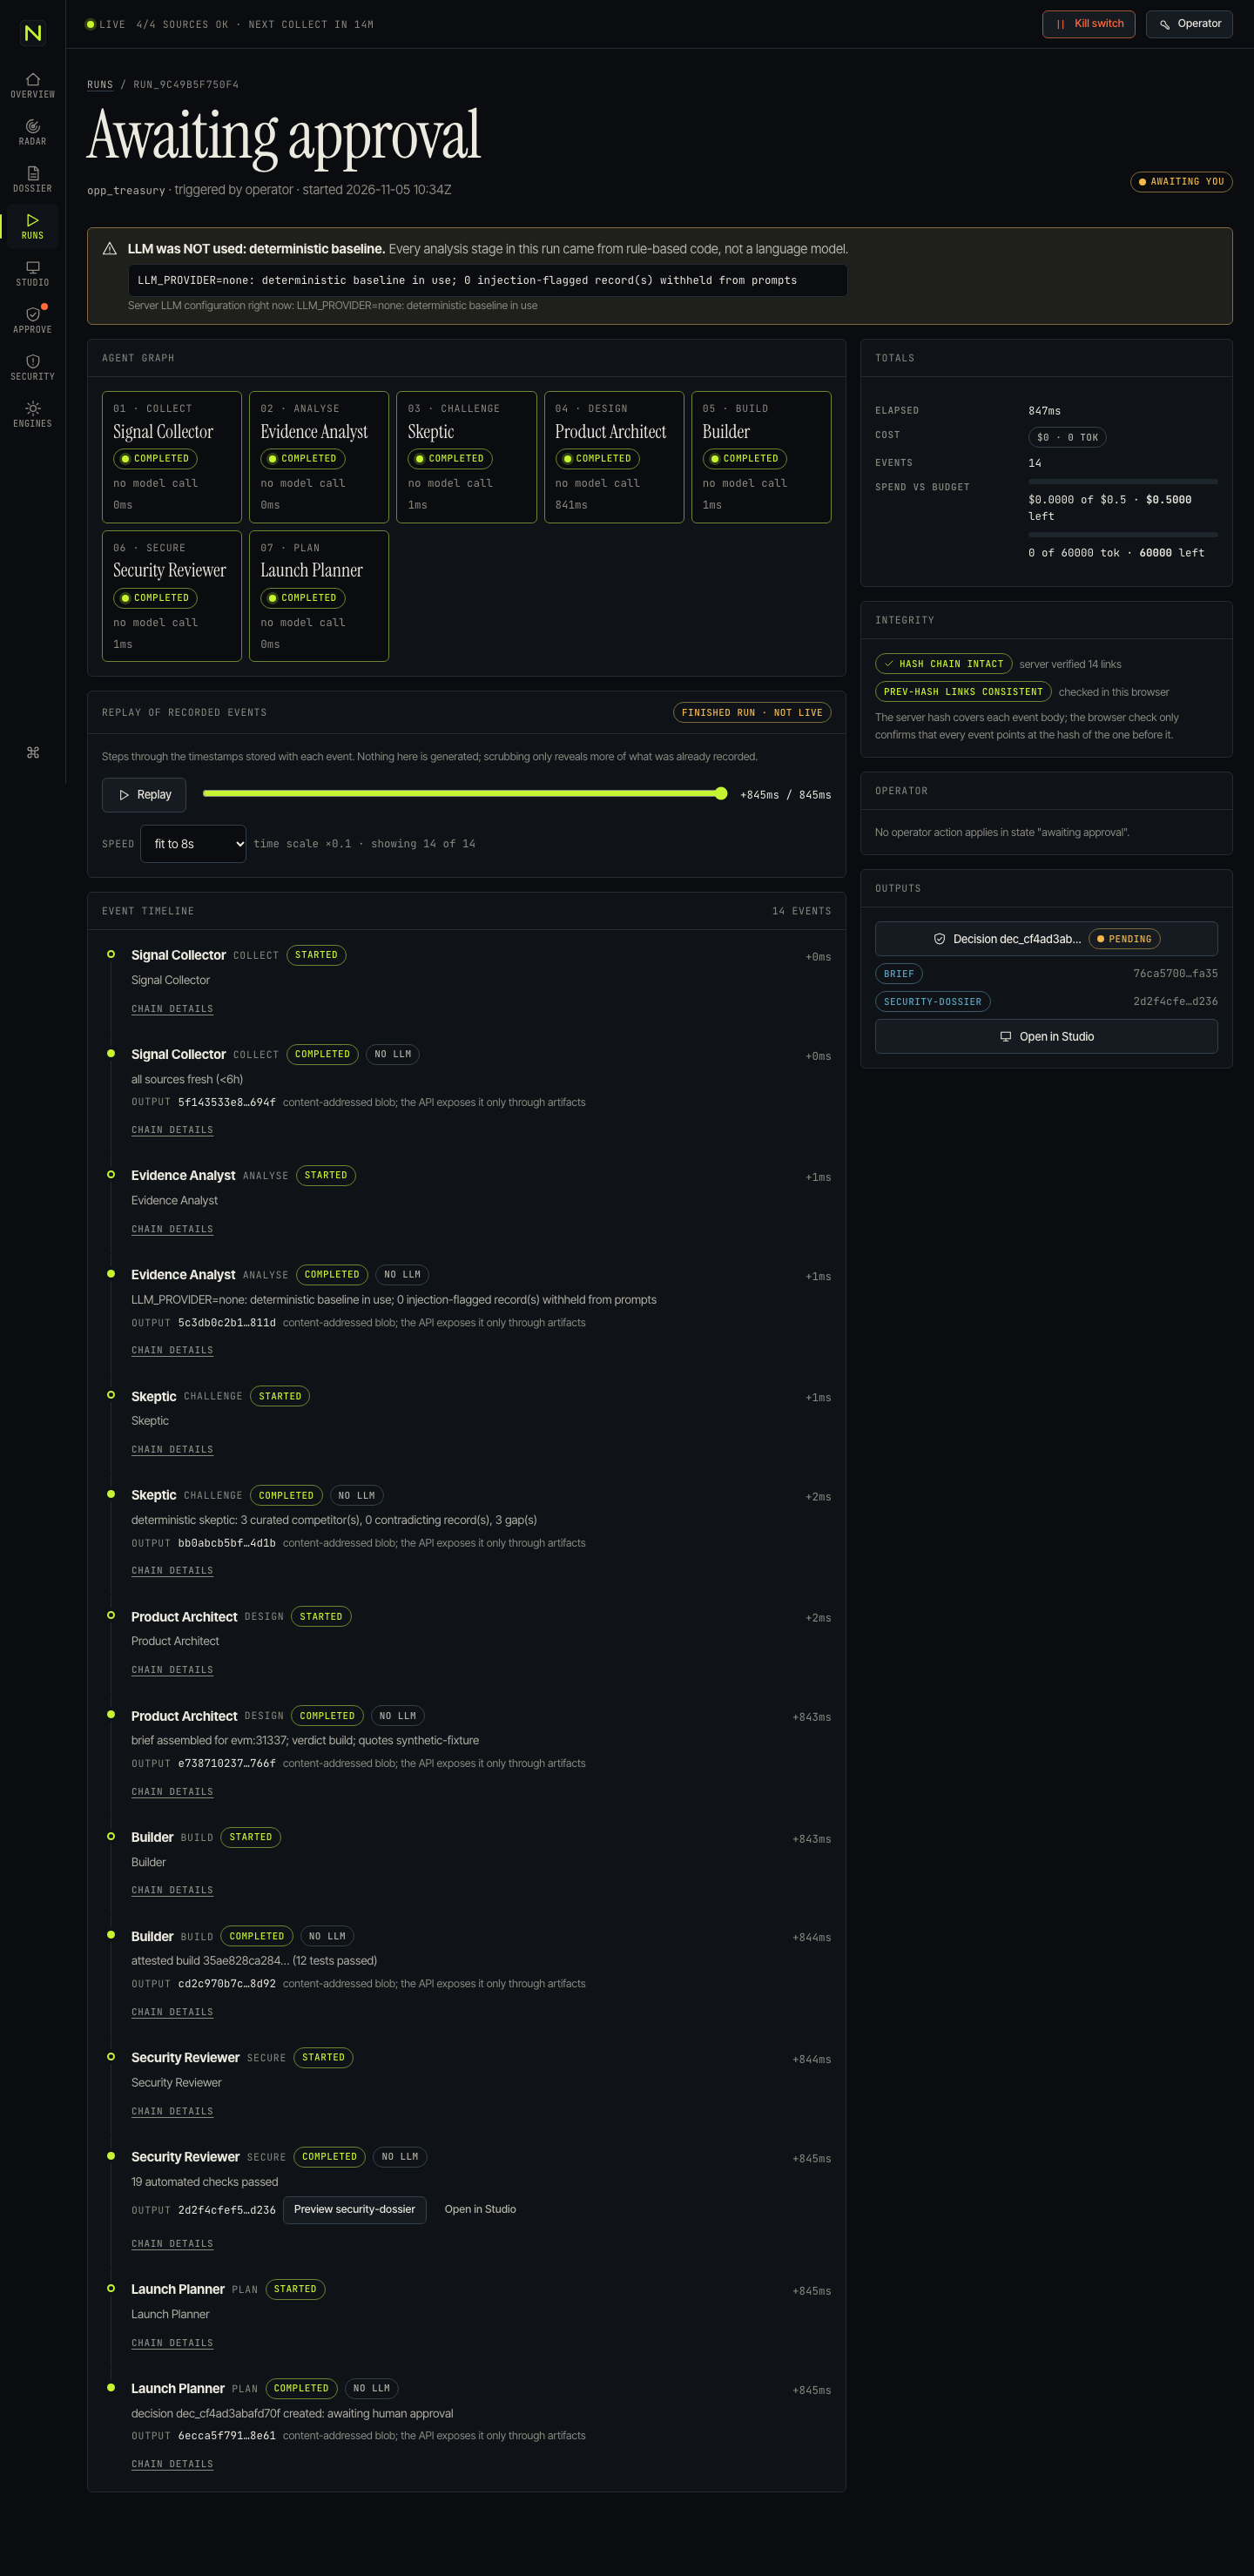 N
OVERVIEW
RADAR
DOSSIER
RUNS
STUDIO
APPROVE
SECURITY
ENGINES
⌘
LIVE 4/4 SOURCES OK · NEXT COLLECT IN 14M
Kill switch
Operator
RUNS / RUN_9C49B5F750F4
Awaiting approval
opp_treasury · triggered by operator · started 2026-11-05 10:34Z
AWAITING YOU
LLM was NOT used: deterministic baseline. Every analysis stage in this run came from rule-based code, not a language model.
LLM_PROVIDER=none: deterministic baseline in use; 0 injection-flagged record(s) withheld from prompts
Server LLM configuration right now: LLM_PROVIDER=none: deterministic baseline in use
AGENT GRAPH
01 · COLLECT
Signal Collector
COMPLETED
no model call
0ms
02 · ANALYSE
Evidence Analyst
COMPLETED
no model call
0ms
03 · CHALLENGE
Skeptic
COMPLETED
no model call
1ms
04 · DESIGN
Product Architect
COMPLETED
no model call
841ms
05 · BUILD
Builder
COMPLETED
no model call
1ms
06 · SECURE
Security Reviewer
COMPLETED
no model call
1ms
07 · PLAN
Launch Planner
COMPLETED
no model call
0ms
REPLAY OF RECORDED EVENTS
FINISHED RUN · NOT LIVE
Steps through the timestamps stored with each event. Nothing here is generated; scrubbing only reveals more of what was already recorded.
Replay
+845ms / 845ms
SPEED fit to 8s time scale ×0.1 · showing 14 of 14
EVENT TIMELINE
14 EVENTS
Signal Collector COLLECT STARTED +0ms
Signal Collector
CHAIN DETAILS
Signal Collector COLLECT COMPLETED NO LLM +0ms
all sources fresh (<6h)
OUTPUT 5f143533e8…694f content-addressed blob; the API exposes it only through artifacts
CHAIN DETAILS
Evidence Analyst ANALYSE STARTED +1ms
Evidence Analyst
CHAIN DETAILS
Evidence Analyst ANALYSE COMPLETED NO LLM +1ms
LLM_PROVIDER=none: deterministic baseline in use; 0 injection-flagged record(s) withheld from prompts
OUTPUT 5c3db0c2b1…811d content-addressed blob; the API exposes it only through artifacts
CHAIN DETAILS
Skeptic CHALLENGE STARTED +1ms
Skeptic
CHAIN DETAILS
Skeptic CHALLENGE COMPLETED NO LLM +2ms
deterministic skeptic: 3 curated competitor(s), 0 contradicting record(s), 3 gap(s)
OUTPUT bb0abcb5bf…4d1b content-addressed blob; the API exposes it only through artifacts
CHAIN DETAILS
Product Architect DESIGN STARTED +2ms
Product Architect
CHAIN DETAILS
Product Architect DESIGN COMPLETED NO LLM +843ms
brief assembled for evm:31337; verdict build; quotes synthetic-fixture
OUTPUT e738710237…766f content-addressed blob; the API exposes it only through artifacts
CHAIN DETAILS
Builder BUILD STARTED +843ms
Builder
CHAIN DETAILS
Builder BUILD COMPLETED NO LLM +844ms
attested build 35ae828ca284… (12 tests passed)
OUTPUT cd2c970b7c…8d92 content-addressed blob; the API exposes it only through artifacts
CHAIN DETAILS
Security Reviewer SECURE STARTED +844ms
Security Reviewer
CHAIN DETAILS
Security Reviewer SECURE COMPLETED NO LLM +845ms
19 automated checks passed
OUTPUT 2d2f4cfef5…d236 Preview security-dossier Open in Studio
CHAIN DETAILS
Launch Planner PLAN STARTED +845ms
Launch Planner
CHAIN DETAILS
Launch Planner PLAN COMPLETED NO LLM +845ms
decision dec_cf4ad3abafd70f created: awaiting human approval
OUTPUT 6ecca5f791…8e61 content-addressed blob; the API exposes it only through artifacts
CHAIN DETAILS
TOTALS
ELAPSED 847ms
COST $0 · 0 TOK
EVENTS 14
SPEND VS BUDGET
$0.0000 of $0.5 · $0.5000
left
0 of 60000 tok · 60000 left
INTEGRITY
HASH CHAIN INTACT server verified 14 links
PREV-HASH LINKS CONSISTENT checked in this browser
The server hash covers each event body; the browser check only
confirms that every event points at the hash of the one before it.
OPERATOR
No operator action applies in state "awaiting approval".
OUTPUTS
Decision dec_cf4ad3ab… PENDING
BRIEF 76ca5700…fa35
SECURITY-DOSSIER 2d2f4cfe…d236
Open in Studio